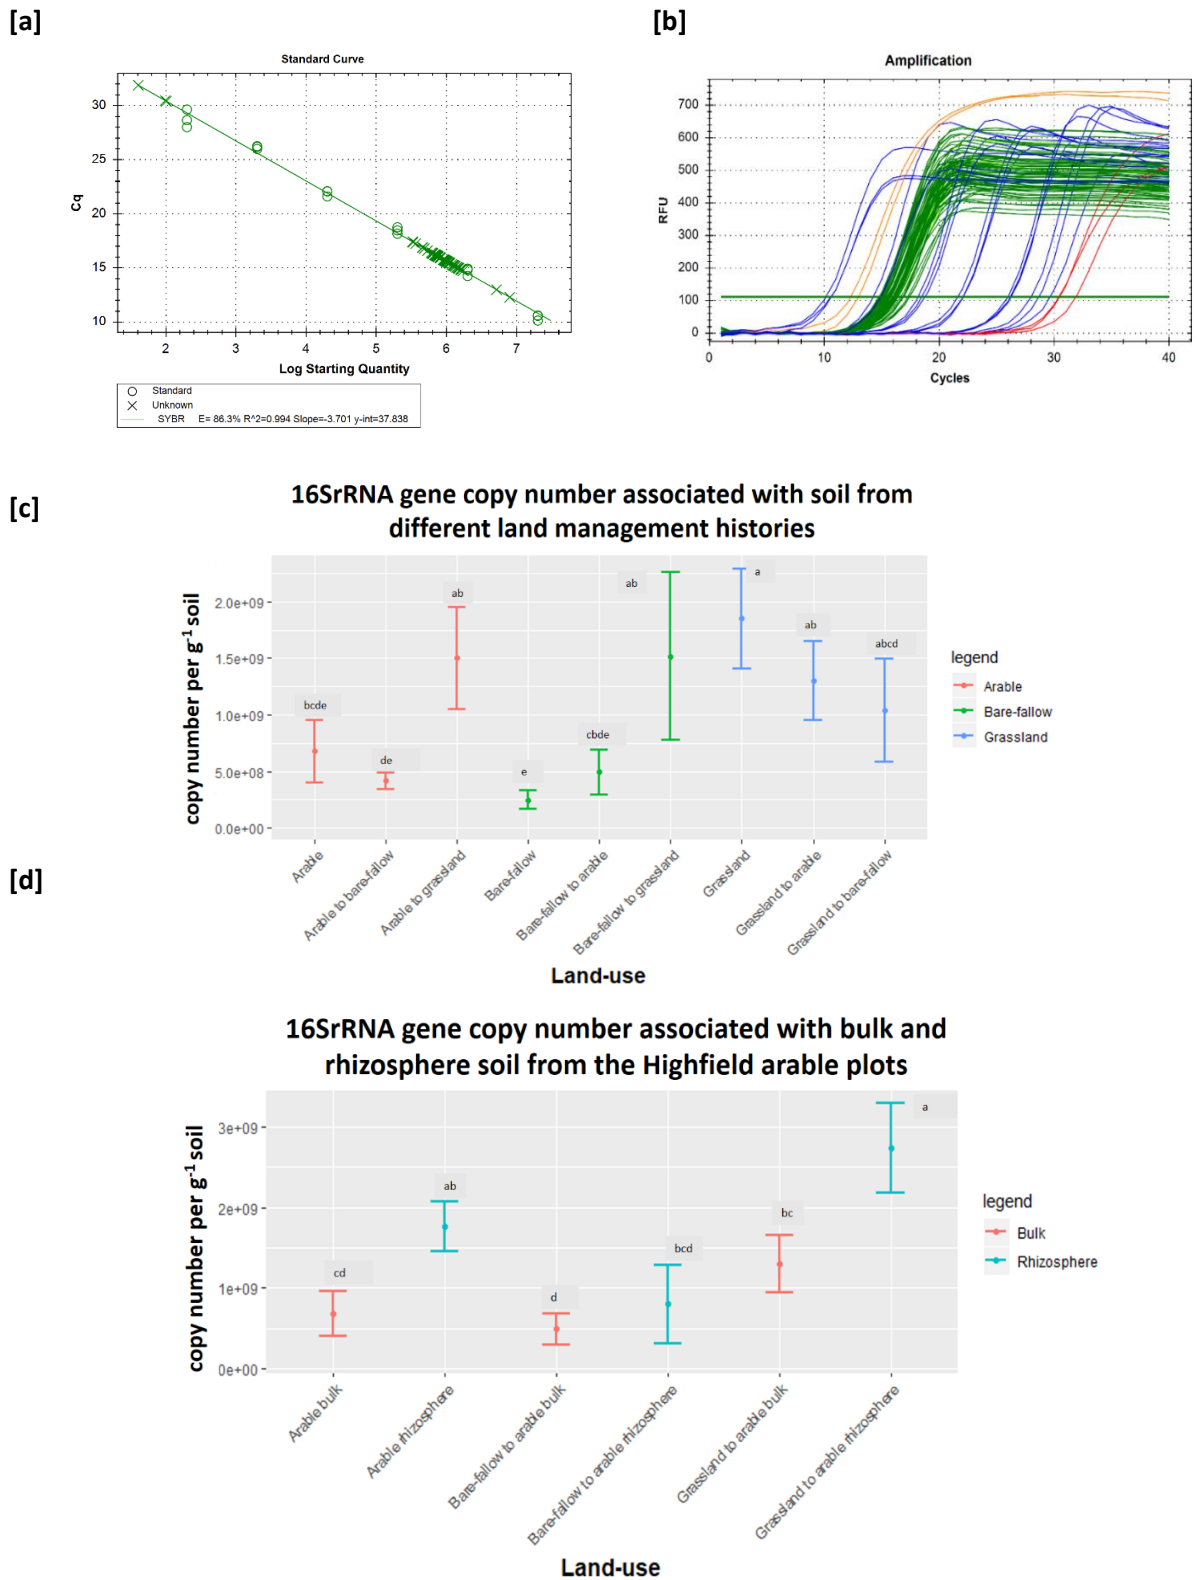 [a]
[b]
Standard Curve
30
25
20
15
10
Cq
2 3 4 5 6 7
Log Starting Quantity
Standard
Unknown
SYBR E= 86.3% R^2=0.994 Slope=-3.701 y-int=37.838
Amplification
700
600
500
400
300
200
100
0
RFU
0 10 20 30 40
Cycles
[c]
16SrRNA gene copy number associated with soil from
different land management histories
copy number per g-1 soil
2.0e+09
1.5e+09
1.0e+09
5.0e+08
0.0e+00
bcde
de
ab
e
cbde
ab
a
ab
abcd
legend
Arable
Bare-fallow
Grassland
Arable
Arable to bare-fallow
Arable to grassland
Bare-fallow
Bare-fallow to arable
Bare-fallow to grassland
Grassland
Grassland to arable
Grassland to bare-fallow
Land-use
[d]
16SrRNA gene copy number associated with bulk and
rhizosphere soil from the Highfield arable plots
copy number per g-1 soil
3e+09
2e+09
1e+09
0e+00
cd
ab
d
bcd
bc
a
legend
Bulk
Rhizosphere
Arable bulk
Arable rhizosphere
Bare-fallow to arable bulk
Bare-fallow to arable rhizosphere
Grassland to arable bulk
Grassland to arable rhizosphere
Land-use